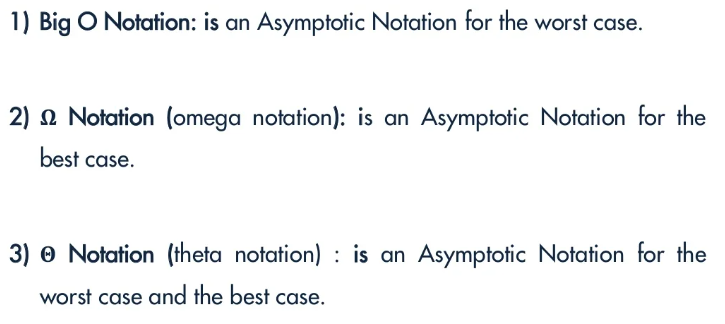 1) Big O Notation: is an Asymptotic Notation for the worst case.
2) Ω Notation (omega notation): is an Asymptotic Notation for the
best case.
3) Θ Notation (theta notation) : is an Asymptotic Notation for the
worst case and the best case.